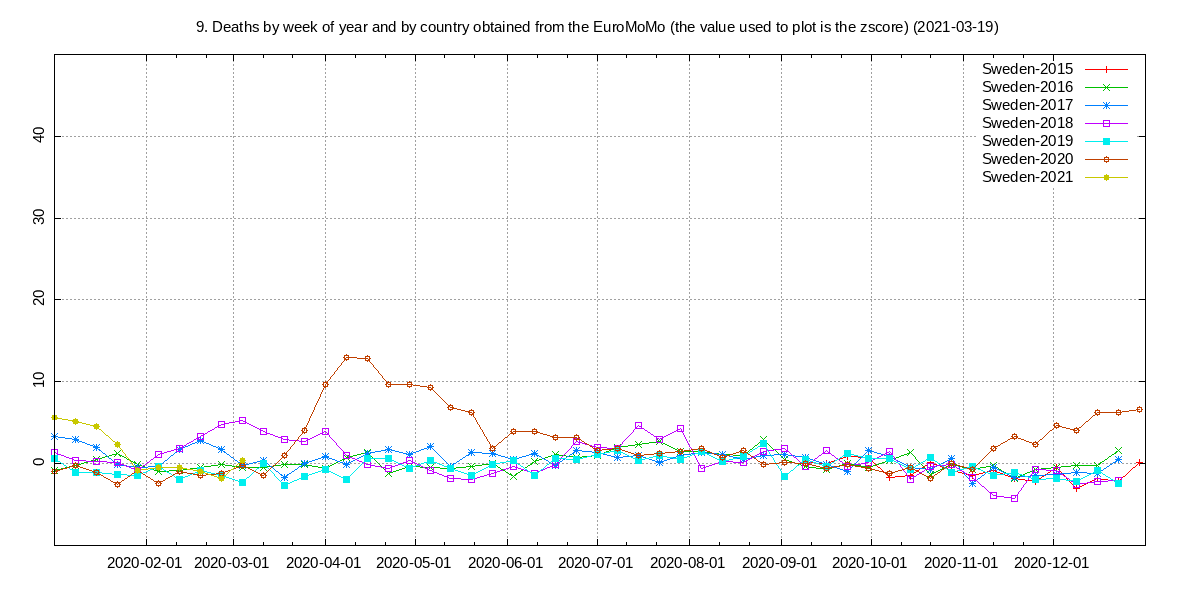 9. Deaths by week of year and by country obtained from the EuroMoMo (the value used to plot is the zscore) (2021-03-19)
Sweden-2015
Sweden-2016
Sweden-2017
Sweden-2018
Sweden-2019
Sweden-2020
Sweden-2021
40
30
20
10
0
2020-02-01 2020-03-01 2020-04-01 2020-05-01 2020-06-01 2020-07-01 2020-08-01 2020-09-01 2020-10-01 2020-11-01 2020-12-01